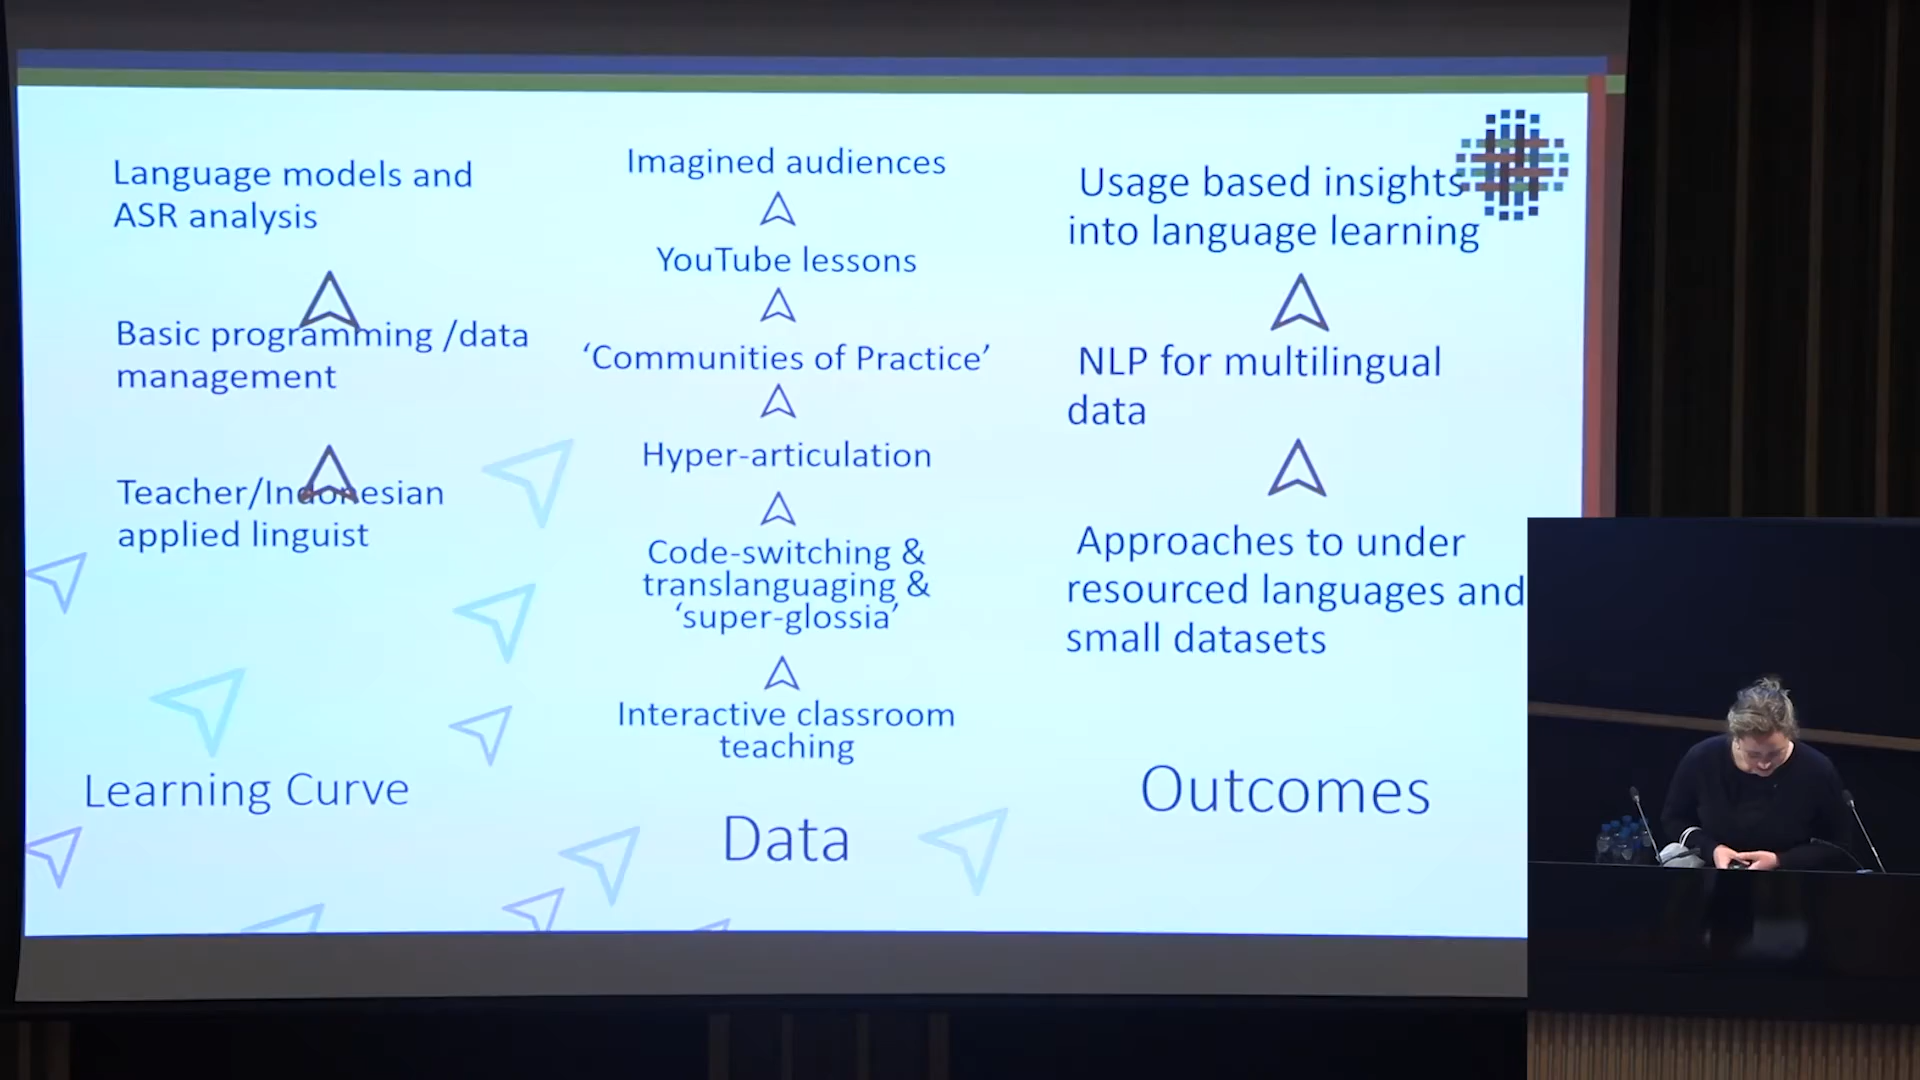 Language models and
ASR analysis
Basic programming /data
management
Teacher/Indonesian
applied linguist
Learning Curve
Imagined audiences
YouTube lessons
‘Communities of Practice’
Hyper-articulation
Code-switching &
translanguaging &
‘super-glossia’
Interactive classroom
teaching
Data
Usage based insights
into language learning
NLP for multilingual
data
Approaches to under
resourced languages and
small datasets
Outcomes